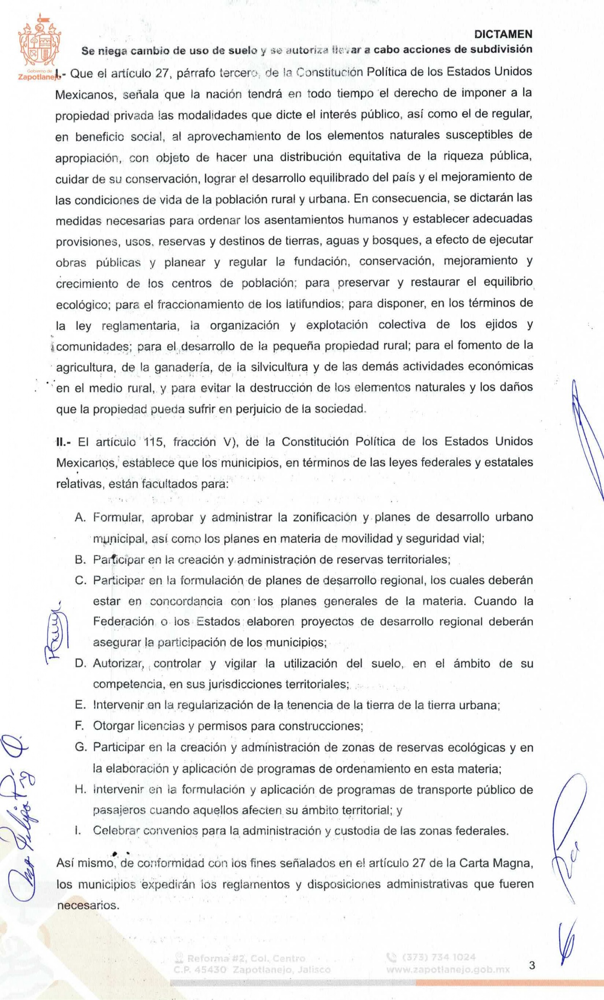 DICTAMEN
Se niega cambio de uso de suelo y se autoriza llevar a cabo acciones de subdivisión
Gobierno de
Zapotlanejo
I.- Que el artículo 27, párrafo tercero, de la Constitución Política de los Estados Unidos
Mexicanos, señala que la nación tendrá en todo tiempo el derecho de imponer a la
propiedad privada las modalidades que dicte el interés público, así como el de regular,
en beneficio social, al aprovechamiento de los elementos naturales susceptibles de
apropiación, con objeto de hacer una distribución equitativa de la riqueza pública,
cuidar de su conservación, lograr el desarrollo equilibrado del país y el mejoramiento de
las condiciones de vida de la población rural y urbana. En consecuencia, se dictarán las
medidas necesarias para ordenar los asentamientos humanos y establecer adecuadas
provisiones, usos, reservas y destinos de tierras, aguas y bosques, a efecto de ejecutar
obras públicas y planear y regular la fundación, conservación, mejoramiento y
crecimiento de los centros de población; para preservar y restaurar el equilibrio
ecológico; para el fraccionamiento de los latifundios; para disponer, en los términos de
la ley reglamentaria, la organización y explotación colectiva de los ejidos y
comunidades; para el desarrollo de la pequeña propiedad rural; para el fomento de la
agricultura, de la ganadería, de la silvicultura y de las demás actividades económicas
en el medio rural, y para evitar la destrucción de los elementos naturales y los daños
que la propiedad pueda sufrir en perjuicio de la sociedad.
II.- El artículo 115, fracción V), de la Constitución Política de los Estados Unidos
Mexicanos, establece que los municipios, en términos de las leyes federales y estatales
relativas, están facultados para:
A. Formular, aprobar y administrar la zonificación y planes de desarrollo urbano
municipal, así como los planes en materia de movilidad y seguridad vial;
B. Participar en la creación y administración de reservas territoriales;
C. Participar en la formulación de planes de desarrollo regional, los cuales deberán
estar en concordancia con los planes generales de la materia. Cuando la
Federación o los Estados elaboren proyectos de desarrollo regional deberán
asegurar la participación de los municipios;
D. Autorizar, controlar y vigilar la utilización del suelo, en el ámbito de su
competencia, en sus jurisdicciones territoriales;
E. Intervenir en la regularización de la tenencia de la tierra de la tierra urbana;
F. Otorgar licencias y permisos para construcciones;
G. Participar en la creación y administración de zonas de reservas ecológicas y en
la elaboración y aplicación de programas de ordenamiento en esta materia;
H. Intervenir en la formulación y aplicación de programas de transporte público de
pasajeros cuando aquellos afecten su ámbito territorial; y
I. Celebrar convenios para la administración y custodia de las zonas federales.
Así mismo, de conformidad con los fines señalados en el artículo 27 de la Carta Magna,
los municipios expedirán los reglamentos y disposiciones administrativas que fueren
necesarios.
Reforma #2, Col. Centro
C.P. 45430 Zapotlanejo, Jalisco
(373) 734 1024
www.zapotlanejo.gob.mx
3